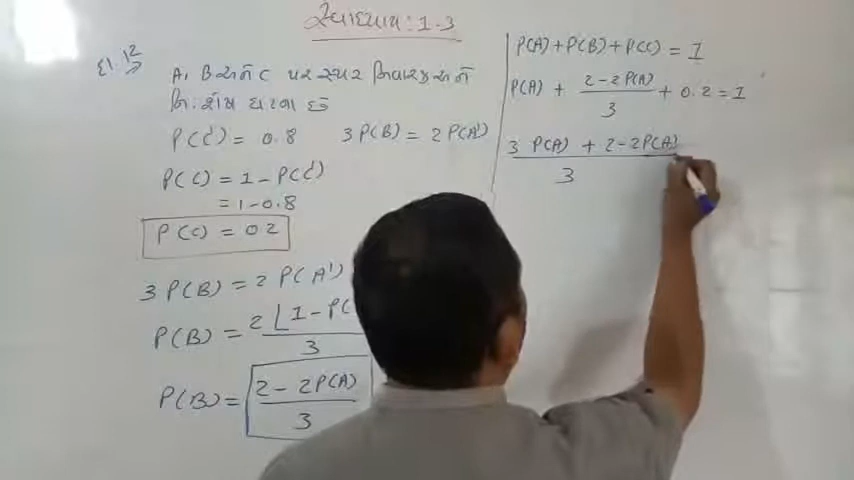 સ્વાધ્યાય : 1.3
દા. 12 ⇒
A, B અને C પરસ્પર નિવારક અને
નિ:શેષ ઘટના છે
P(C') = 0.8 3P(B) = 2P(A')
P(C) = 1 - P(C')
= 1 - 0.8
P(C) = 0.2
3P(B) = 2P(A')
P(B) = 2[1 - P(
3
P(B) = 2 - 2P(A)
3
P(A) + P(B) + P(C) = 1
P(A) + 2 - 2P(A) / 3 + 0.2 = 1
3P(A) + 2 - 2P(A)
3